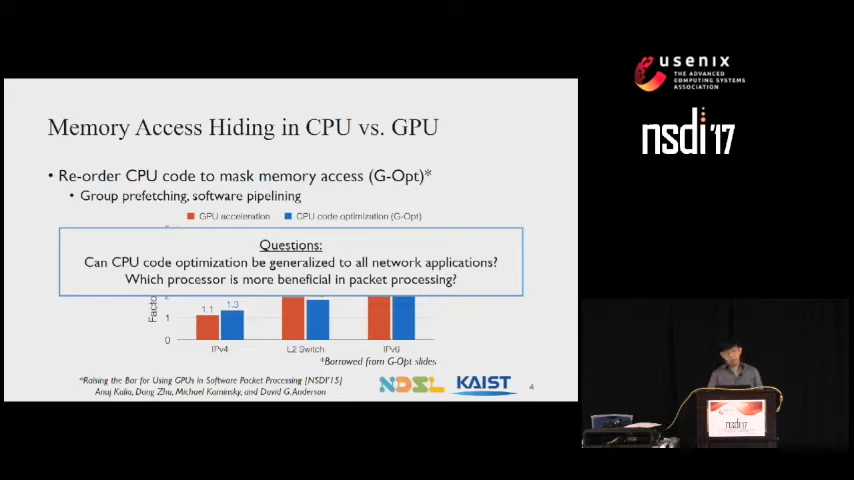 usenix
THE ADVANCED
COMPUTING SYSTEMS
ASSOCIATION
nsdi '17
Memory Access Hiding in CPU vs. GPU
• Re-order CPU code to mask memory access (G-Opt)*
• Group prefetching, software pipelining
GPU acceleration
CPU code optimization (G-Opt)
Questions:
Can CPU code optimization be generalized to all network applications?
Which processor is more beneficial in packet processing?
1.1
1.3
1
0
IPv4
L2 Switch
IPv6
*Borrowed from G-Opt slides
*Raising the Bar for Using GPUs in Software Packet Processing [NSDI'15]
Anuj Kalia, Dong Zhu, Michael Kaminsky, and David G. Anderson
NDSL
KAIST
4
nsdi'17